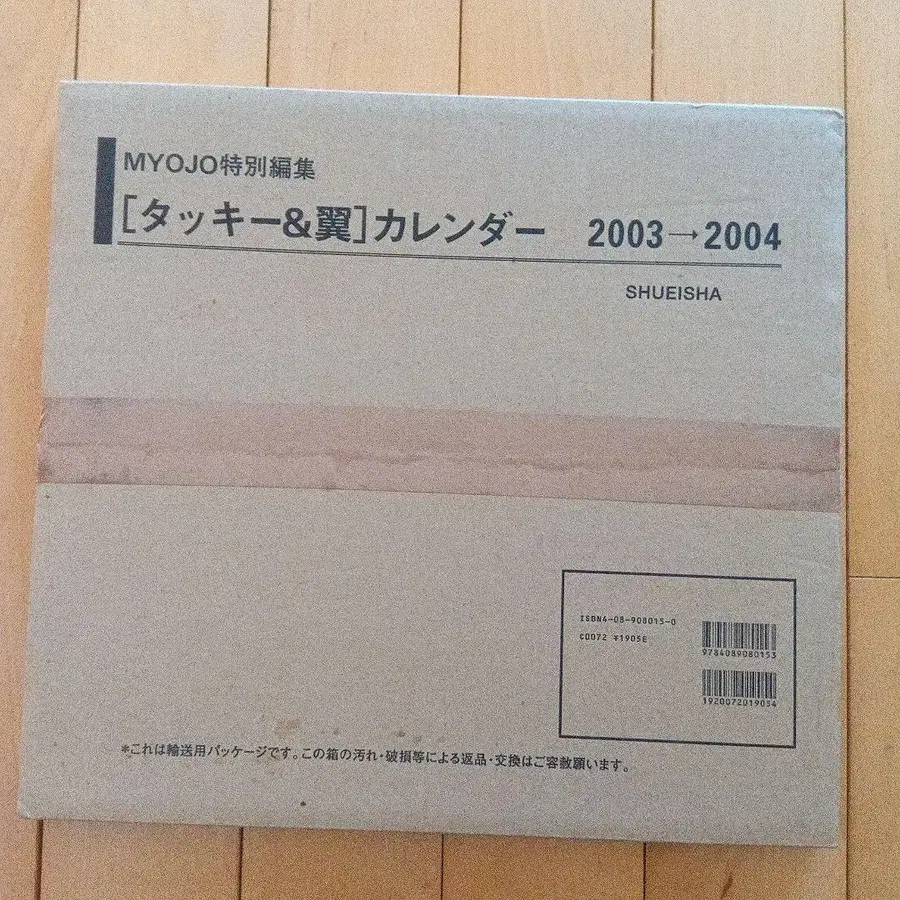 MYOJO特別編集
[タッキー&翼]カレンダー 2003→2004
SHUEISHA
ISBN4-08-908015-0
C0072 ¥1905E
9784089080153
1920072019054
*これは輸送用パッケージです。この箱の汚れ・破損等による返品・交換はご容赦願います。